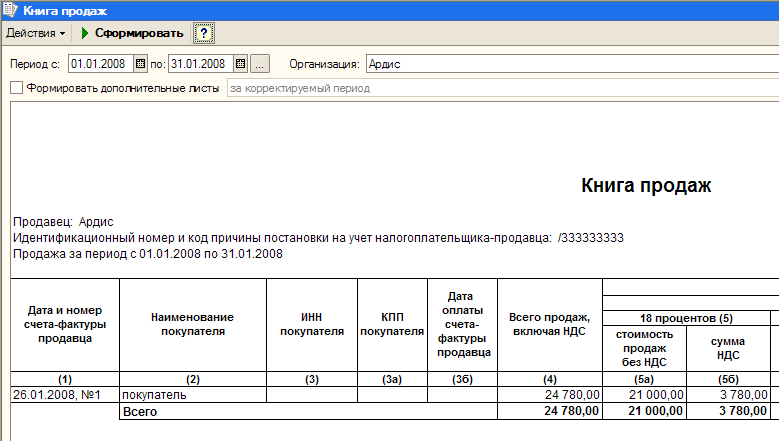 Книга продаж
Действия Сформировать ?
Период с: 01.01.2008 по: 31.01.2008 ... Организация: Ардис
Формировать дополнительные листы за корректируемый период
Книга продаж
Продавец: Ардис
Идентификационный номер и код причины постановки на учет налогоплательщика-продавца: /333333333
Продажа за период с 01.01.2008 по 31.01.2008
Дата и номер
счета-фактуры
продавца
Наименование
покупателя
ИНН
покупателя
КПП
покупателя
Дата
оплаты
счета-
фактуры
продавца
Всего продаж,
включая НДС
18 процентов (5)
стоимость
продаж
без НДС
сумма
НДС
(1) (2) (3) (3а) (3б) (4) (5а) (5б)
26.01.2008, №1 покупатель 24 780,00 21 000,00 3 780,00
Всего 24 780,00 21 000,00 3 780,00